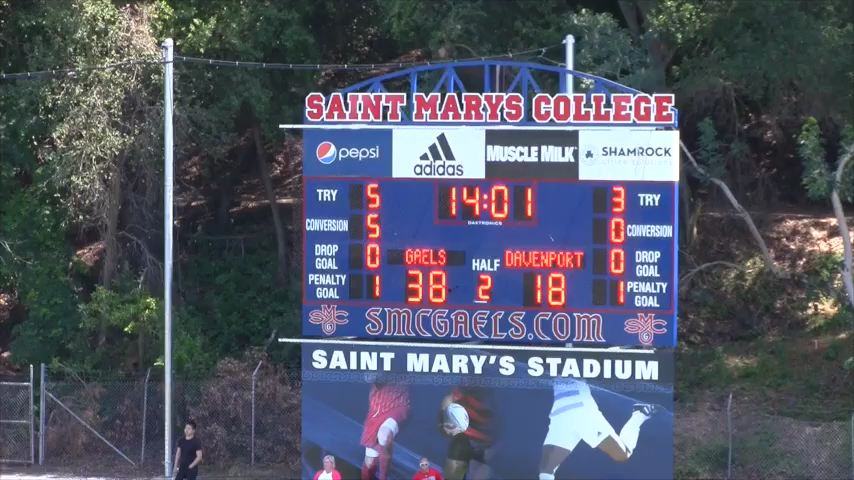 SAINT MARYS COLLEGE
pepsi adidas MUSCLE MILK SHAMROCK
TRY 5 14:01 3 TRY
DAKTRONICS
CONVERSION 5 0 CONVERSION
DROP GOAL 0 GAELS HALF DAVENPORT 0 DROP GOAL
PENALTY GOAL 1 38 2 18 1 PENALTY GOAL
SMC SMCGAELS.COM SMC
SAINT MARY'S STADIUM